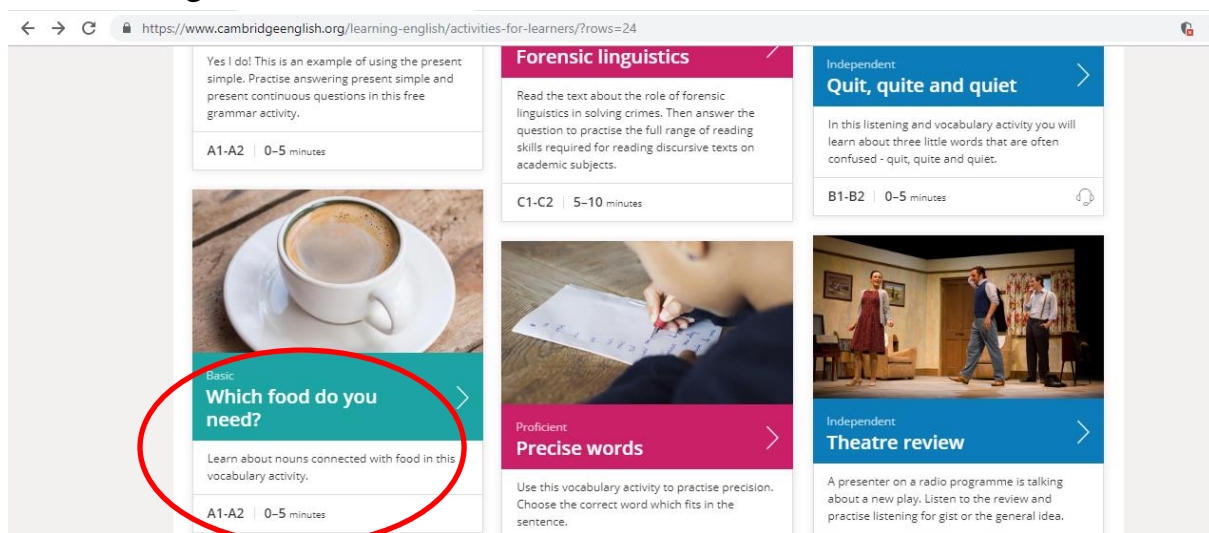 https://www.cambridgeenglish.org/learning-english/activities-for-learners/?rows=24
Yes I do! This is an example of using the present
simple. Practise answering present simple and
present continuous questions in this free
grammar activity.
A1-A2 | 0–5 minutes
Basic
Which food do you
need?
Learn about nouns connected with food in this
vocabulary activity.
A1-A2 | 0–5 minutes
Forensic linguistics
Read the text about the role of forensic
linguistics in solving crimes. Then answer the
question to practise the full range of reading
skills required for reading discursive texts on
academic subjects.
C1-C2 | 5–10 minutes
Proficient
Precise words
Use this vocabulary activity to practise precision.
Choose the correct word which fits in the
sentence.
Independent
Quit, quite and quiet
In this listening and vocabulary activity you will
learn about three little words that are often
confused - quit, quite and quiet.
B1-B2 | 0–5 minutes
Independent
Theatre review
A presenter on a radio programme is talking
about a new play. Listen to the review and
practise listening for gist or the general idea.